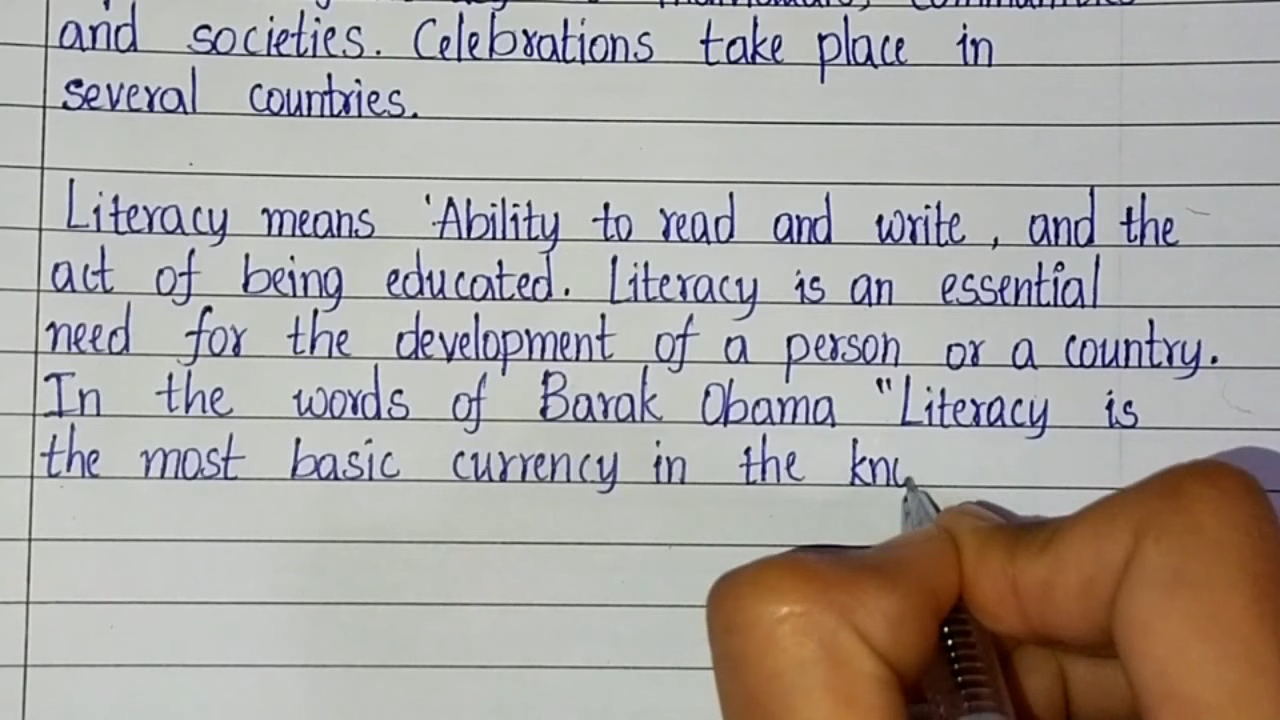 and societies. Celebrations take place in
several countries.
Literacy means 'Ability to read and write, and the
act of being educated. Literacy is an essential
need for the development of a person or a country.
In the words of Barak Obama "Literacy is
the most basic currency in the